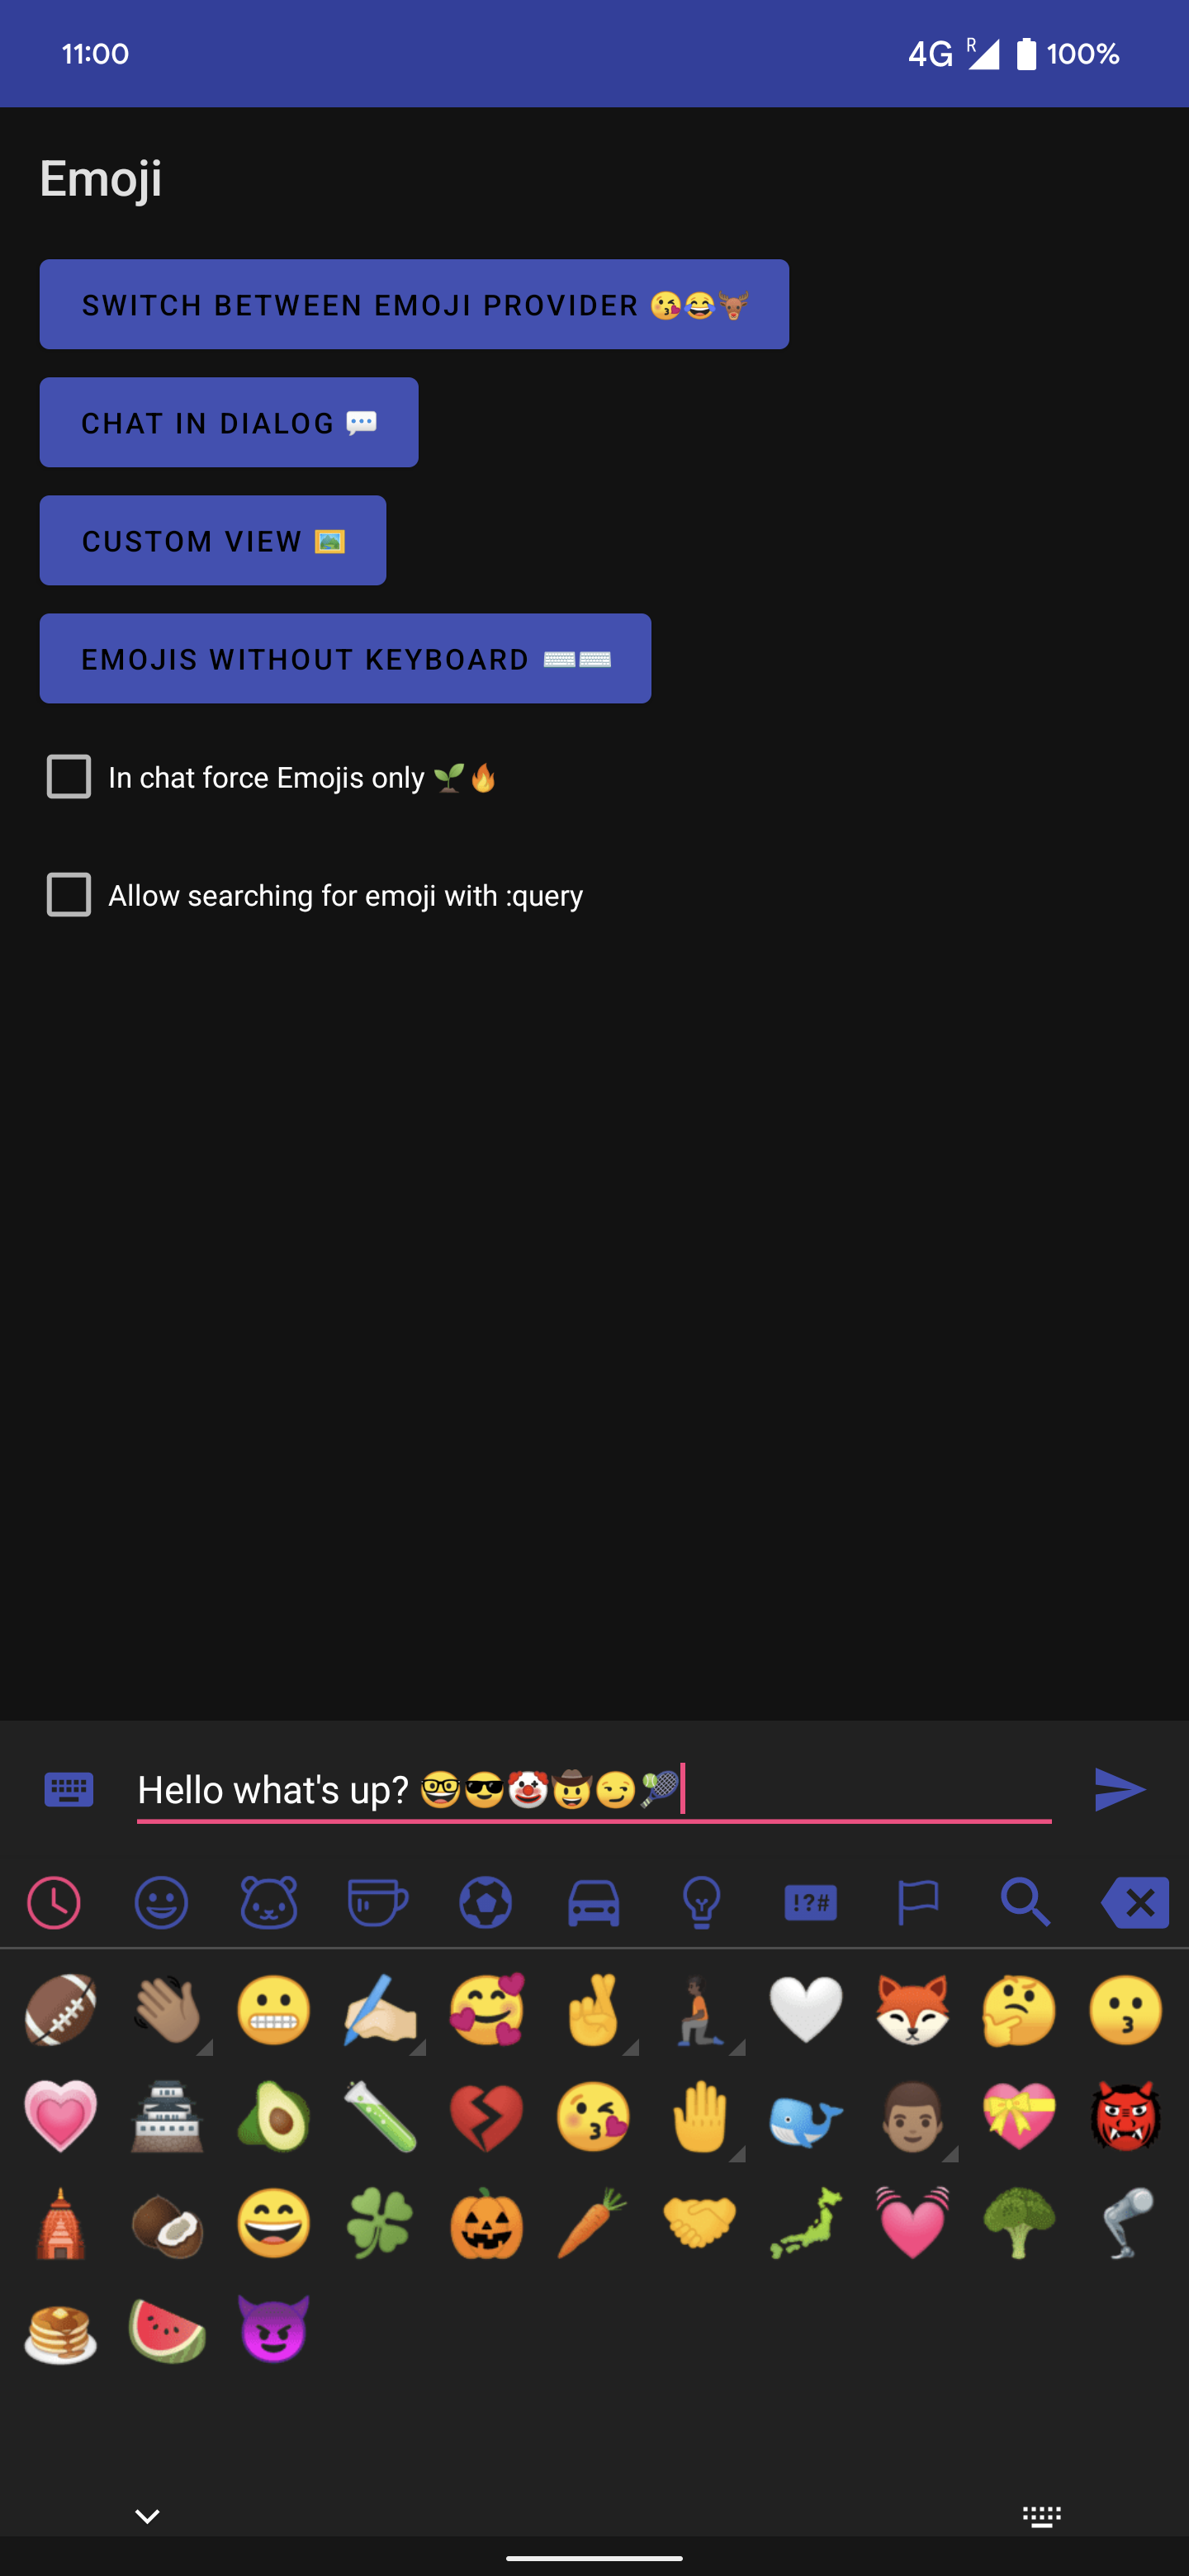 11:00 4G R 100%
Emoji
SWITCH BETWEEN EMOJI PROVIDER 😘😂🫎
CHAT IN DIALOG 💬
CUSTOM VIEW 🖼️
EMOJIS WITHOUT KEYBOARD ⌨️⌨️
In chat force Emojis only 🌱🔥
Allow searching for emoji with :query
Hello what's up? 🤓😎🤡🤠😏🎾
!?#